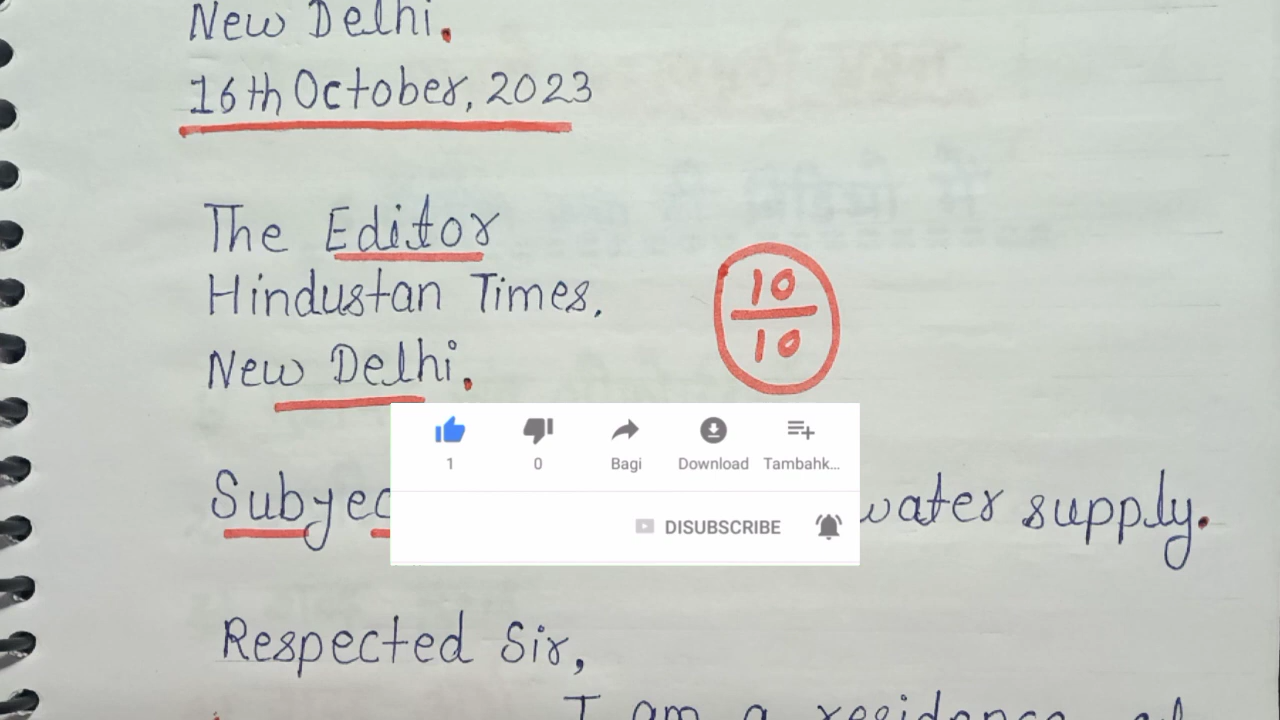 New Delhi.
16th October, 2023
The Editor
Hindustan Times.
New Delhi.
10
10
1 0 Bagi Download Tambahk...
water supply.
DISUBSCRIBE
Respected Sir,
I am a residence of